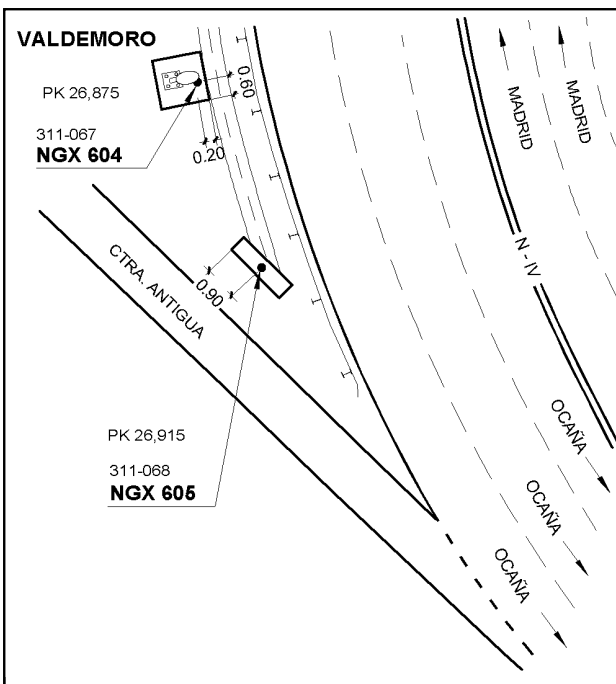 VALDEMORO
PK 26,875
311-067
NGX 604
0.60
0.20
0.90
CTRA. ANTIGUA
PK 26,915
311-068
NGX 605
MADRID
MADRID
N - IV
OCAÑA
OCAÑA
OCAÑA